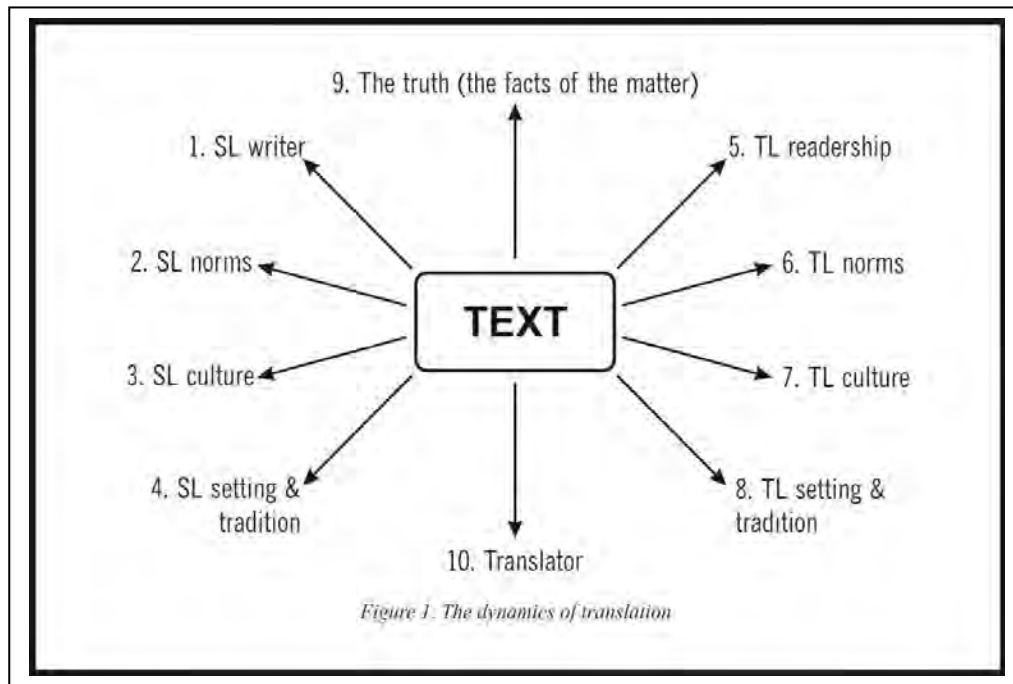 9. The truth (the facts of the matter)
1. SL writer
5. TL readership
2. SL norms
6. TL norms
TEXT
3. SL culture
7. TL culture
4. SL setting &
tradition
8. TL setting &
tradition
10. Translator
Figure 1. The dynamics of translation